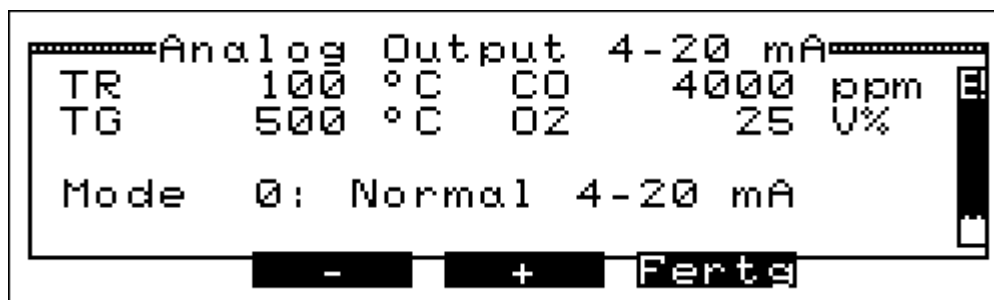 Analog Output 4-20 mA
TR 100 °C CO 4000 ppm
TG 500 °C O2 25 V%
Mode 0: Normal 4-20 mA
- + Fertg